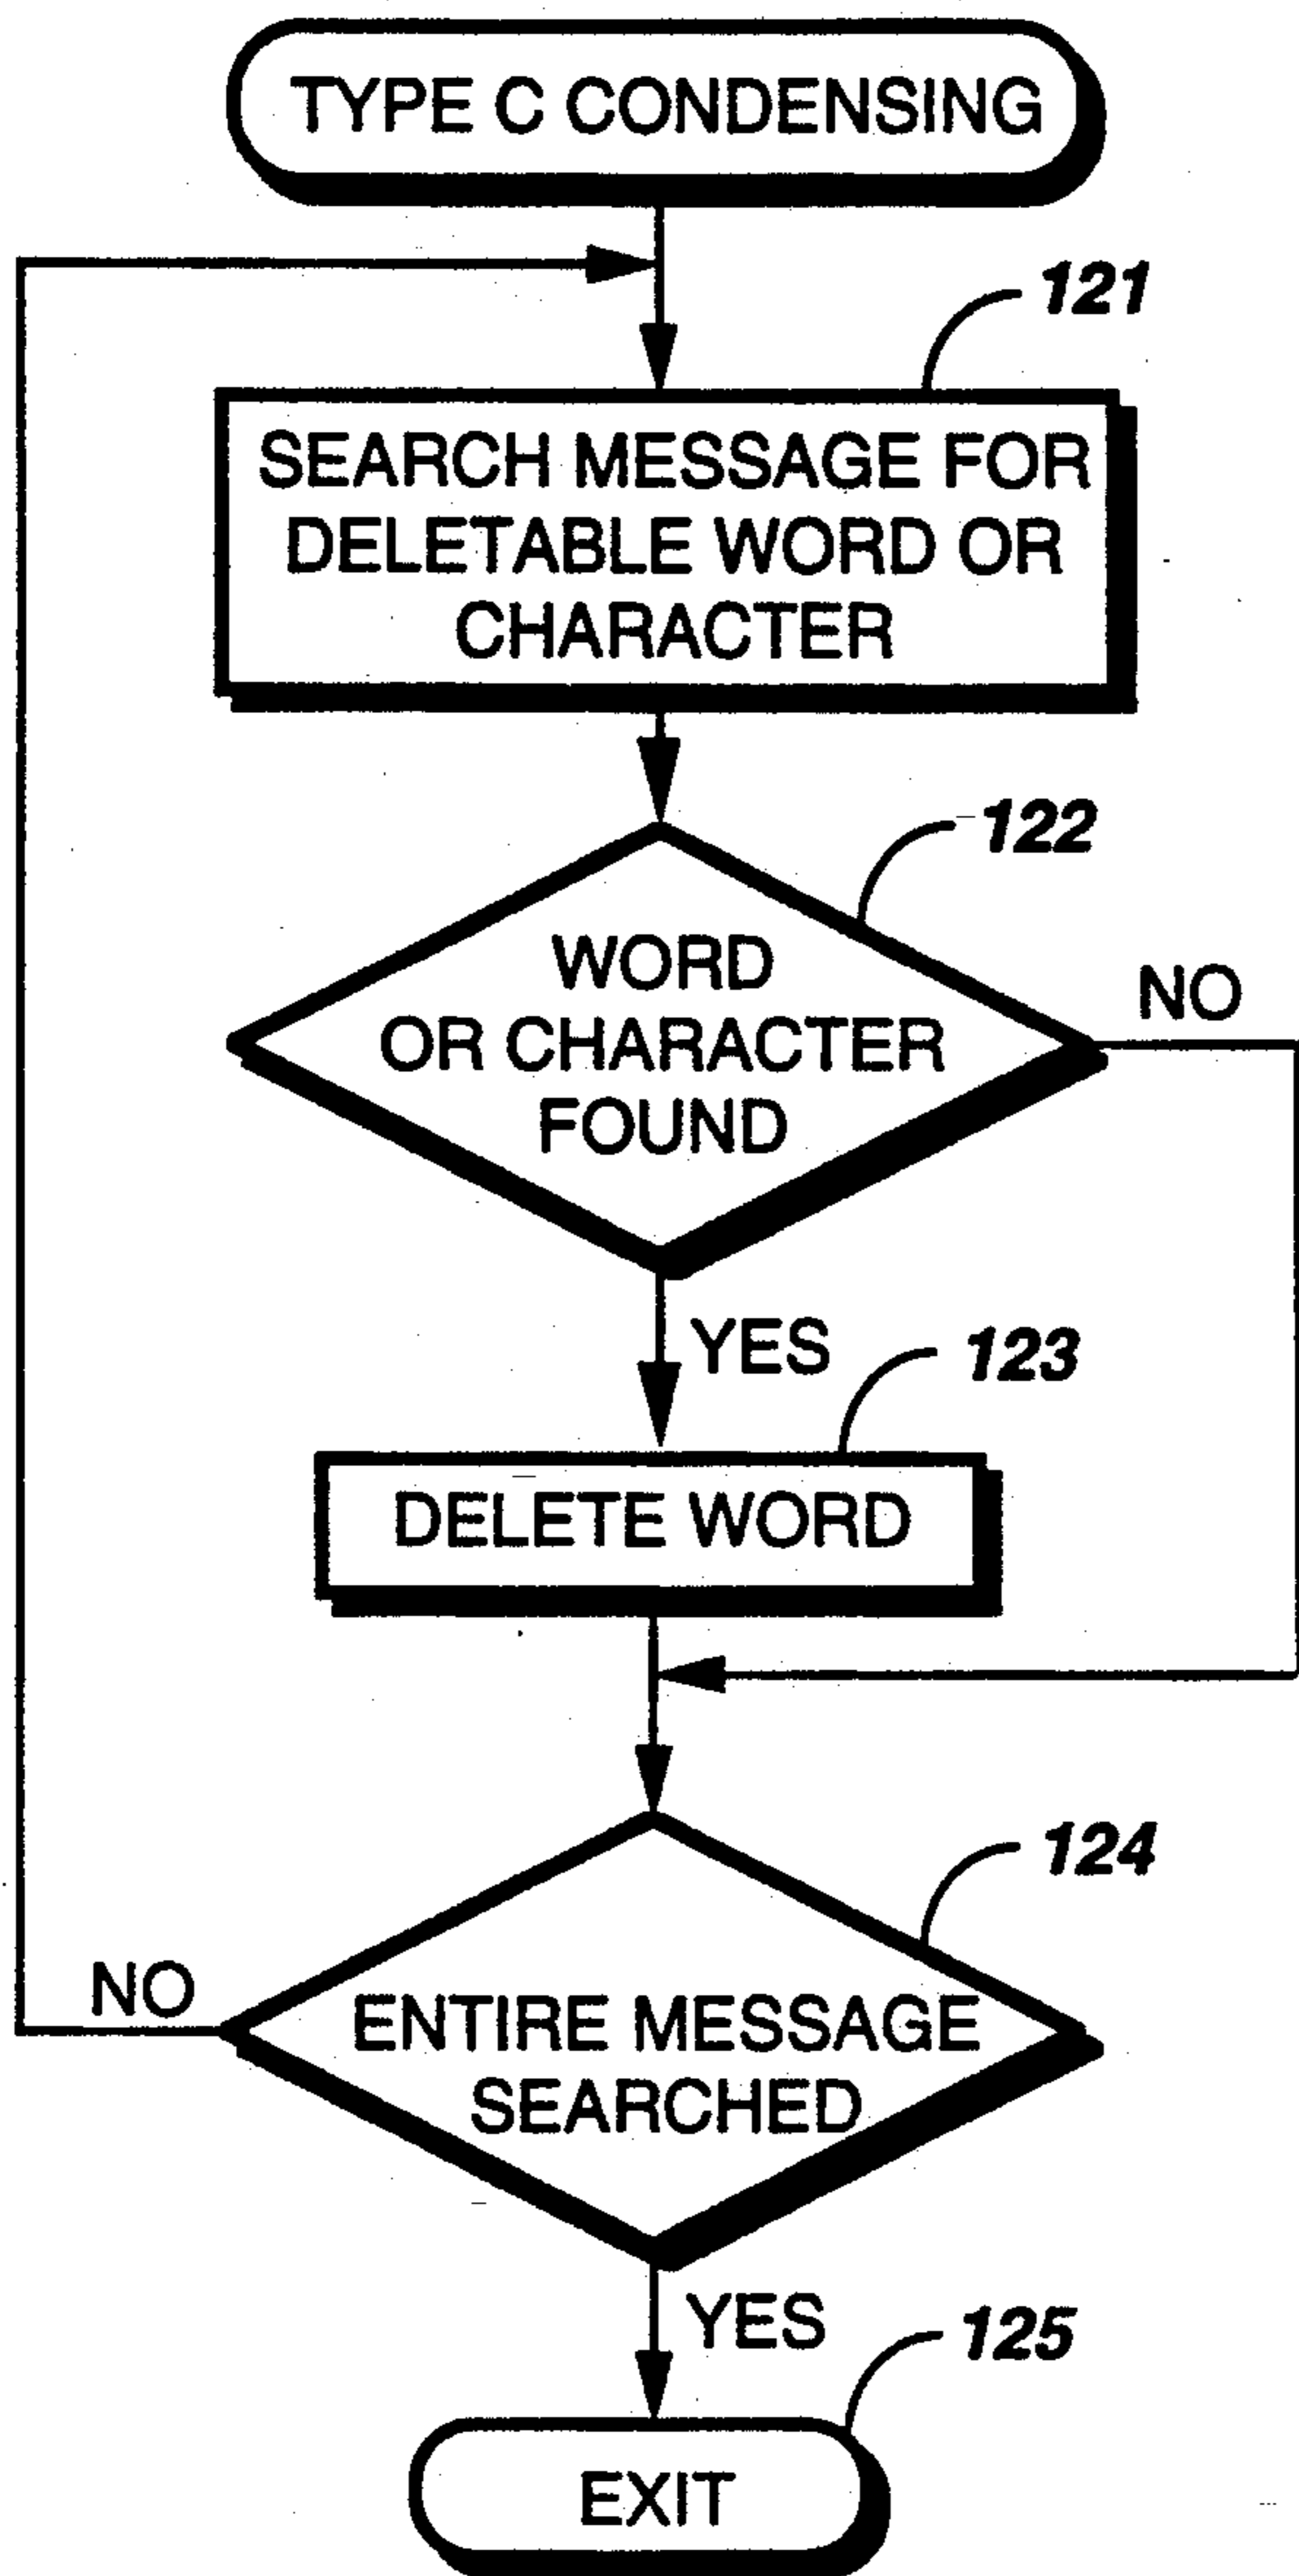 TYPE C CONDENSING
121
SEARCH MESSAGE FOR
DELETABLE WORD OR
CHARACTER
122
WORD
OR CHARACTER
FOUND
NO
YES
123
DELETE WORD
124
NO
ENTIRE MESSAGE
SEARCHED
YES
125
EXIT